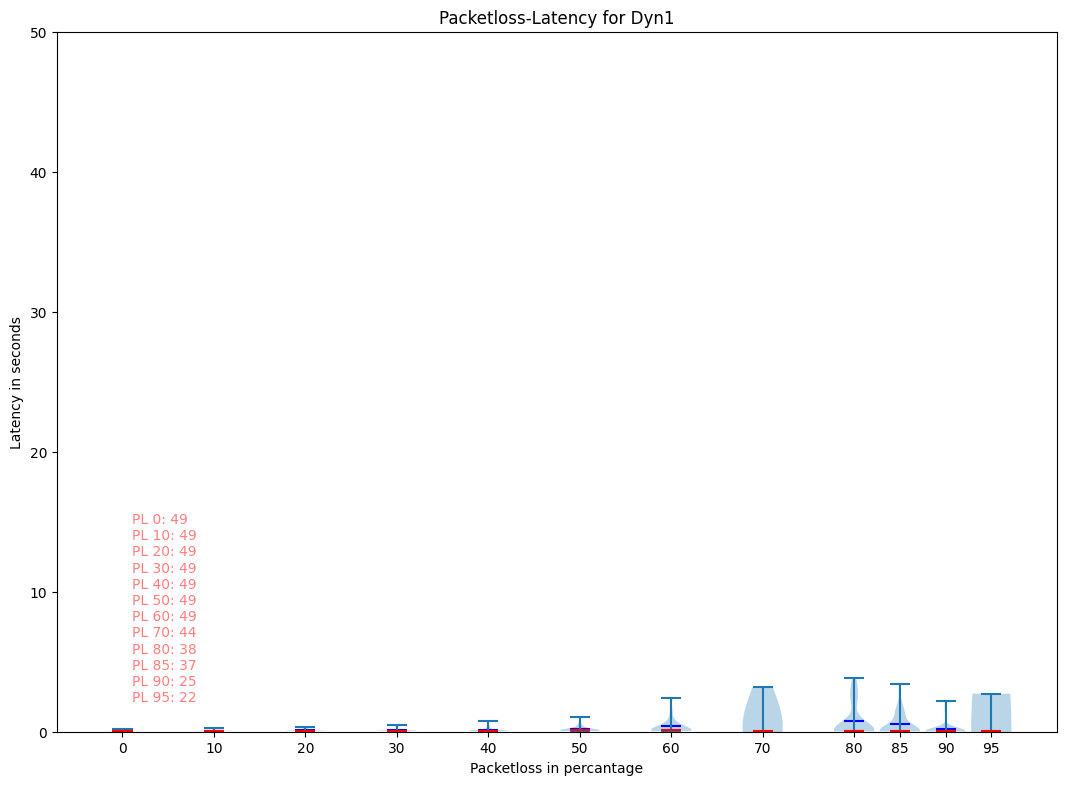 Packetloss-Latency for Dyn1
50
40
30
20
10
0
Latency in seconds
PL 0: 49
PL 10: 49
PL 20: 49
PL 30: 49
PL 40: 49
PL 50: 49
PL 60: 49
PL 70: 44
PL 80: 38
PL 85: 37
PL 90: 25
PL 95: 22
0 10 20 30 40 50 60 70 80 85 90 95
Packetloss in percantage